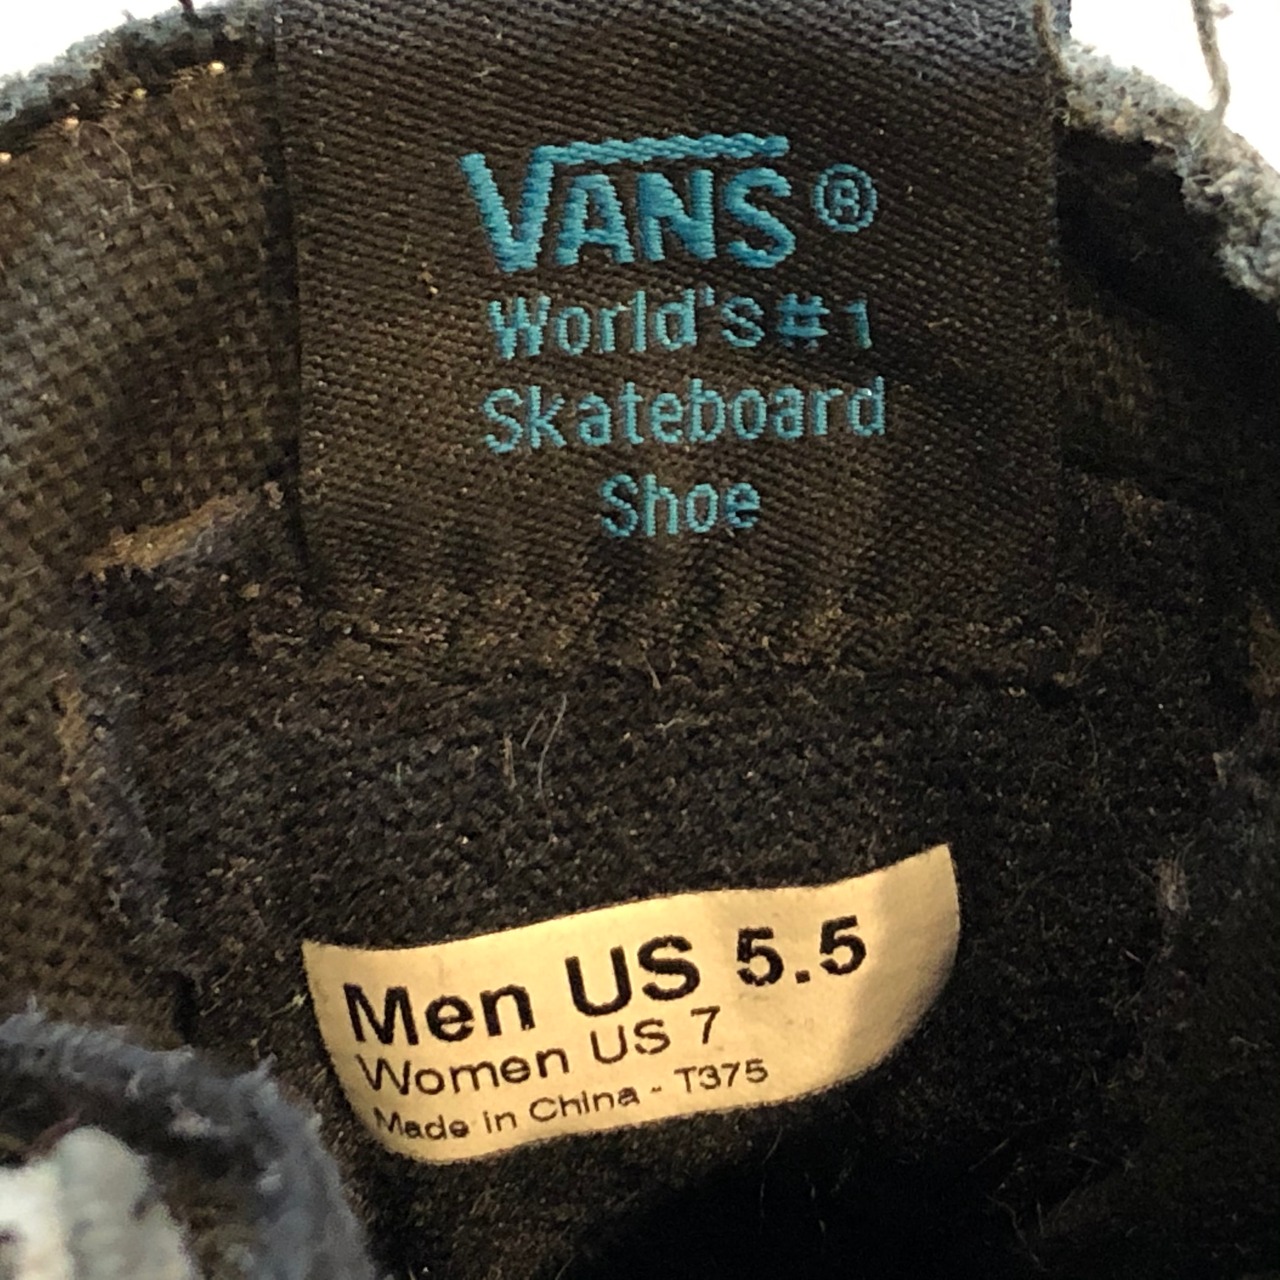 VANS®
World's #1
Skateboard
Shoe
Men US 5.5
Women US 7
Made in China - T375